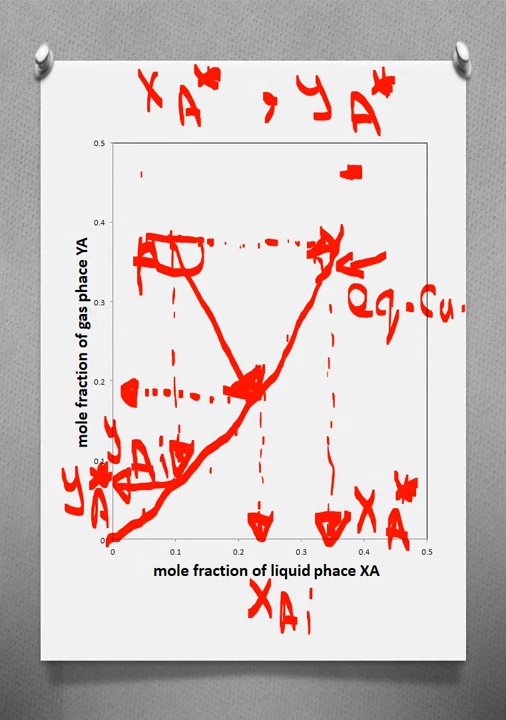 xA*, yA*
0.5
0.4
mole fraction of gas phace YA
0.3
eq.cu.
0.2
yAi
0.1
y*A
xA*
0
0 0.1 0.2 0.3 0.4 0.5
mole fraction of liquid phace XA
xAi